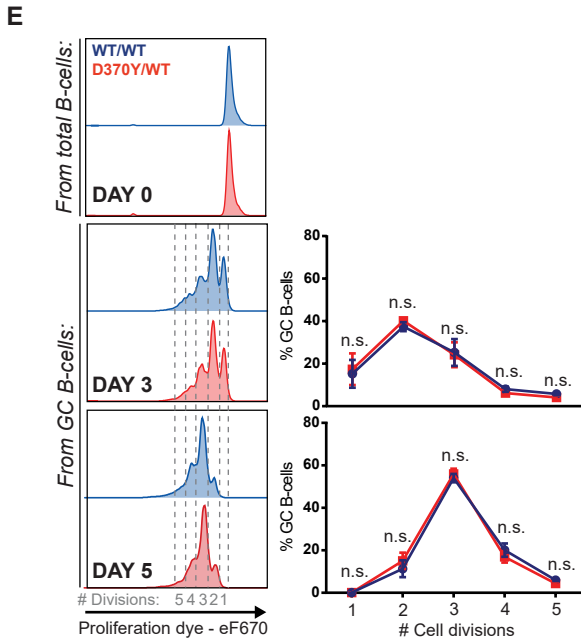 E
From total B-cells:
WT/WT
D370Y/WT
DAY 0
From GC B-cells:
DAY 3
DAY 5
# Divisions: 5 4 3 2 1
Proliferation dye - eF670
% GC B-cells
80
60
40
20
0
n.s.
n.s.
n.s.
n.s.
n.s.
% GC B-cells
80
60
40
20
0
n.s.
n.s.
n.s.
n.s.
n.s.
1 2 3 4 5
# Cell divisions